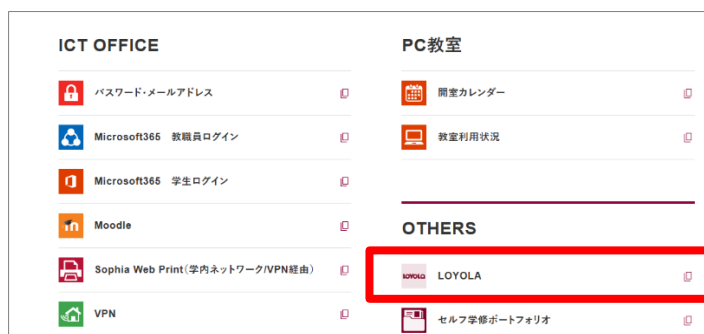 ICT OFFICE
パスワード・メールアドレス
Microsoft365 教職員ログイン
Microsoft365 学生ログイン
Moodle
Sophia Web Print(学内ネットワーク/VPN経由)
VPN
PC教室
開室カレンダー
教室利用状況
OTHERS
LOYOLA LOYOLA
セルフ学修ポートフォリオ